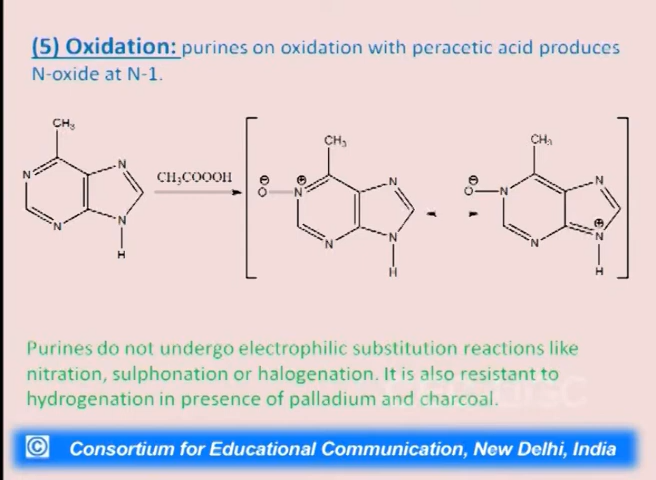 (5) Oxidation: purines on oxidation with peracetic acid produces
N-oxide at N-1.
CH₃
CH₃
CH₃
CH₃COOOH
N
N
N
N
H
⊖
O
⊕
N
N
N
N
H
⊖
O
N
N
N
⊕
N
H
Purines do not undergo electrophilic substitution reactions like
nitration, sulphonation or halogenation. It is also resistant to
hydrogenation in presence of palladium and charcoal.
© Consortium for Educational Communication, New Delhi, India